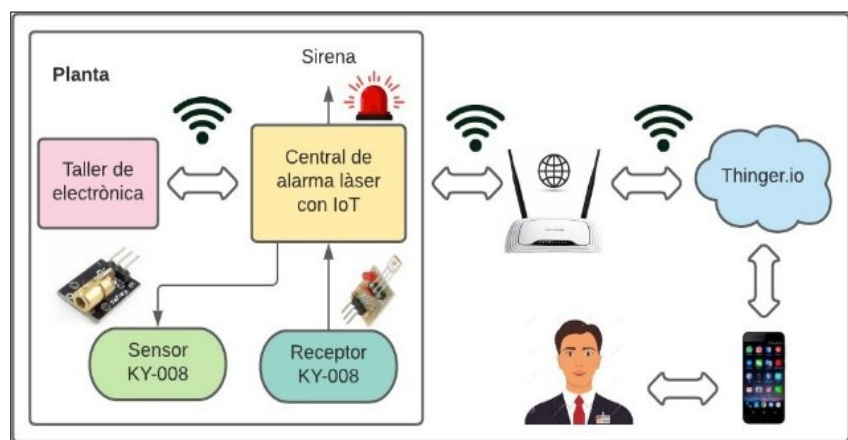 Planta
Sirena
Taller de
electrònica
Central de
alarma làser
con IoT
Thinger.io
Sensor
KY-008
Receptor
KY-008